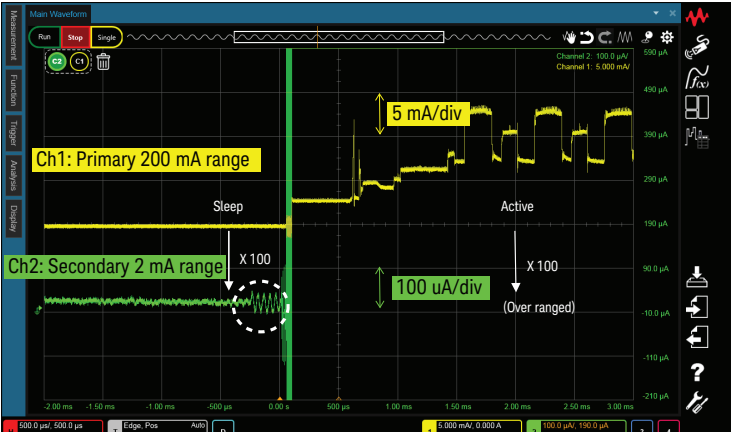 Main Waveform
Measurement
Function
Trigger
Analysis
Display
Run
Stop
Single
C2
C1
Channel 2: 100.0 µA/
Channel 1: 5.000 mA/
590 µA
490 µA
390 µA
290 µA
190 µA
90.0 µA
-10.0 µA
-110 µA
-210 µA
f(x)
5 mA/div
Ch1: Primary 200 mA range
Sleep
Active
X 100
X 100
Ch2: Secondary 2 mA range
100 uA/div
(Over ranged)
-2.00 ms
-1.50 ms
-1.00 ms
-500 µs
0.00 s
500 µs
1.00 ms
1.50 ms
2.00 ms
2.50 ms
3.00 ms
?
500.0 µs/, 500.0 µs
T
Edge, Pos
Auto
1
5.000 mA/, 0.000 A
2
100.0 µA/, 190.0 µA
3
4